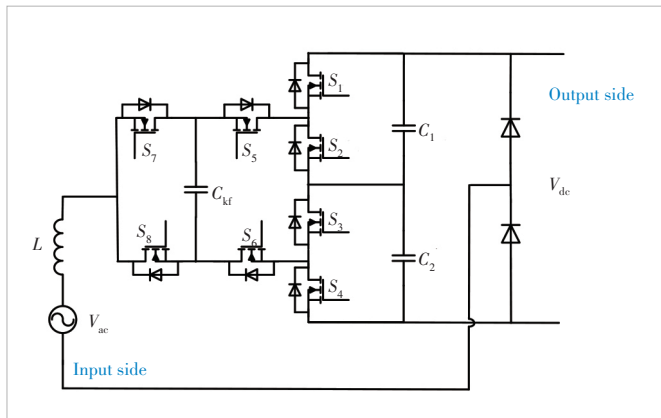 S1
Output side
S7
S5
S2
C1
Ckf
Vdc
S8
S6
S3
L
C2
S4
Vac
Input side